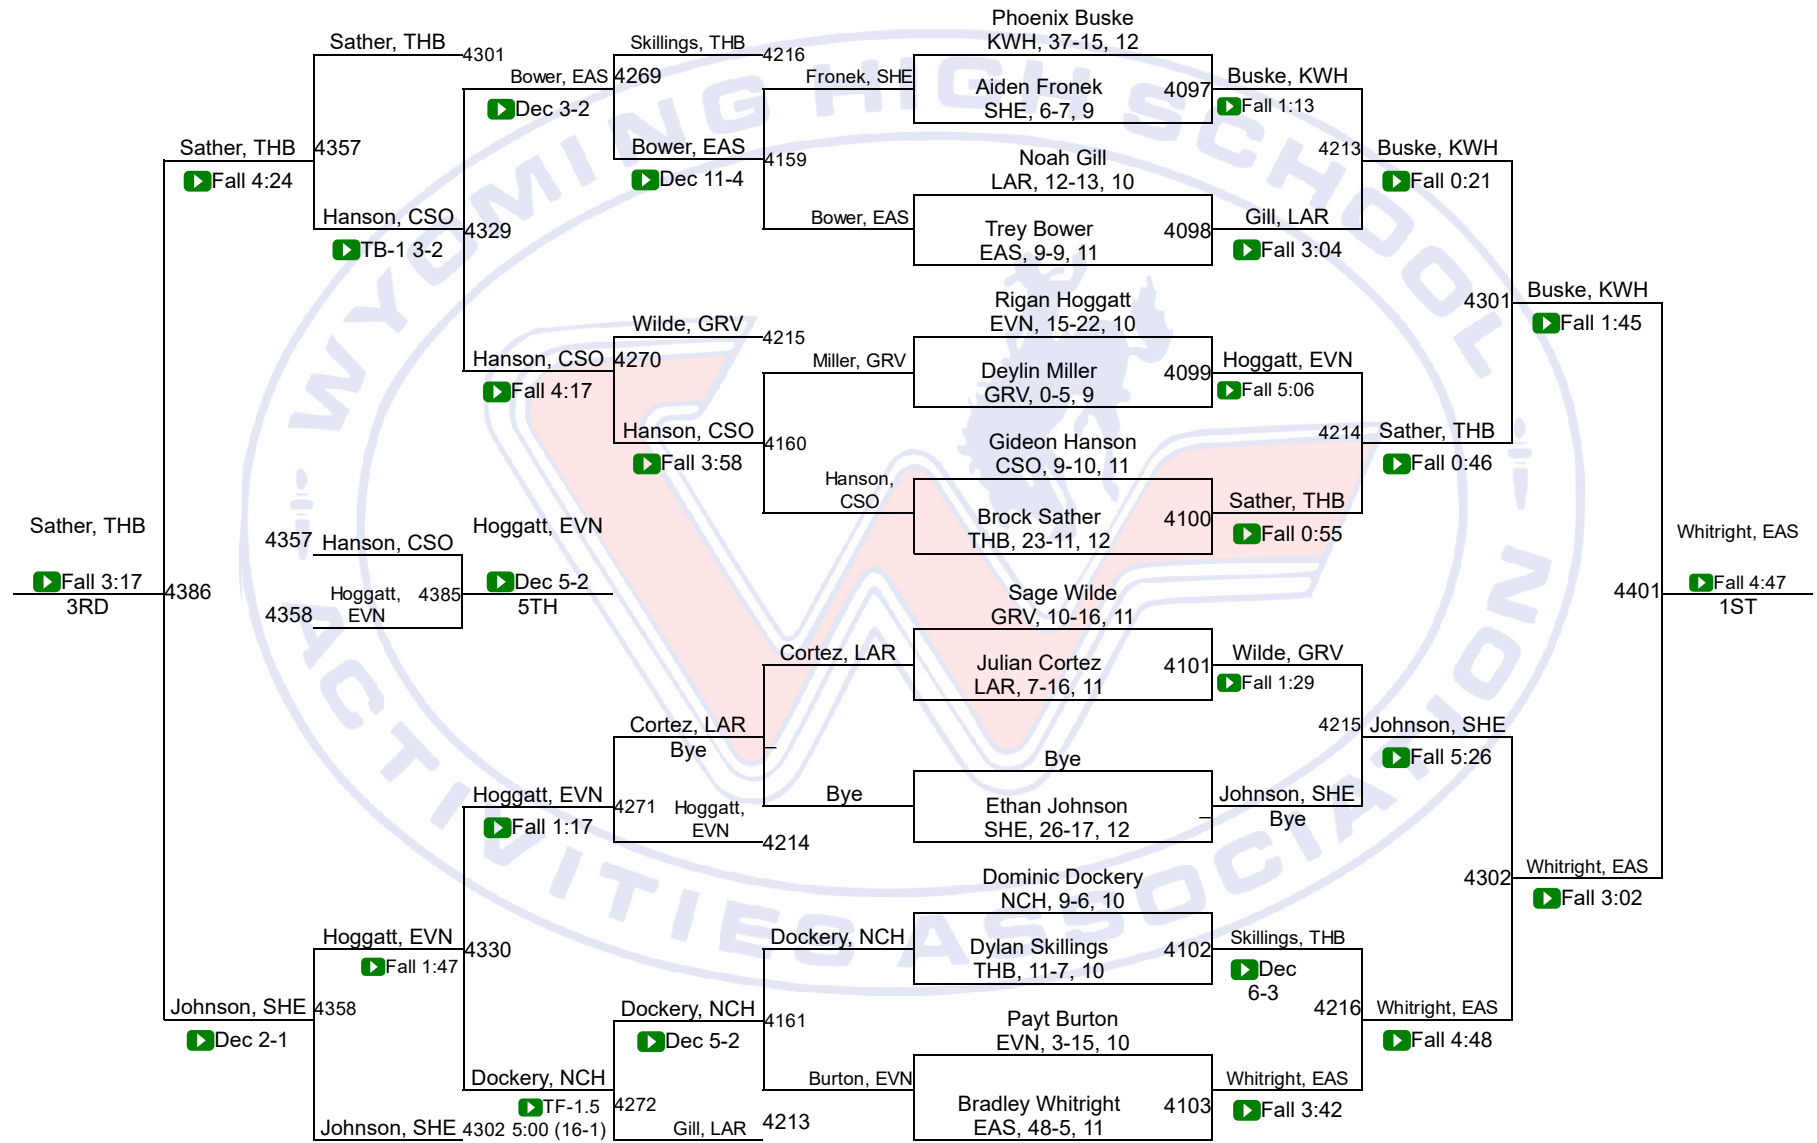 Phoenix Buske
KWH, 37-15, 12
Aiden Fronek
SHE, 6-7, 9
4097
Noah Gill
LAR, 12-13, 10
Trey Bower
EAS, 9-9, 11
4098
Rigan Hoggatt
EVN, 15-22, 10
Deylin Miller
GRV, 0-5, 9
4099
Gideon Hanson
CSO, 9-10, 11
Brock Sather
THB, 23-11, 12
4100
Sage Wilde
GRV, 10-16, 11
Julian Cortez
LAR, 7-16, 11
4101
Bye
Ethan Johnson
SHE, 26-17, 12
Dominic Dockery
NCH, 9-6, 10
Dylan Skillings
THB, 11-7, 10
4102
Payt Burton
EVN, 3-15, 10
Bradley Whitright
EAS, 48-5, 11
4103
Buske, KWH
Fall 1:13
Gill, LAR
Fall 3:04
Hoggatt, EVN
Fall 5:06
Sather, THB
Fall 0:55
Wilde, GRV
Fall 1:29
Johnson, SHE
Bye
Skillings, THB
Dec
6-3
Whitright, EAS
Fall 3:42
4213
Buske, KWH
Fall 0:21
4214
Sather, THB
Fall 0:46
4215
Johnson, SHE
Fall 5:26
4216
Whitright, EAS
Fall 4:48
4301
Buske, KWH
Fall 1:45
4302
Whitright, EAS
Fall 3:02
4401
Whitright, EAS
Fall 4:47
1ST
Fronek, SHE
Bower, EAS
Miller, GRV
Hanson,
CSO
Cortez, LAR
Bye
Dockery, NCH
Burton, EVN
Skillings, THB
4216
Bower, EAS
4159
Dec 11-4
Wilde, GRV
4215
Hanson, CSO
4160
Fall 3:58
Cortez, LAR
Bye
Hoggatt,
EVN
4214
Dockery, NCH
4161
Dec 5-2
Gill, LAR
4213
Bower, EAS
4269
Dec 3-2
Hanson, CSO
4270
Fall 4:17
Hoggatt, EVN
4271
Fall 1:17
Dockery, NCH
4272
TF-1.5
5:00 (16-1)
Sather, THB
4301
Hanson, CSO
4329
TB-1 3-2
Hoggatt, EVN
4330
Fall 1:47
Johnson, SHE
4302
Sather, THB
4357
Fall 4:24
Johnson, SHE
4358
Dec 2-1
Sather, THB
4386
Fall 3:17
3RD
4357
Hanson, CSO
4358
Hoggatt,
EVN
4385
Hoggatt, EVN
Dec 5-2
5TH
WYOMING HIGH SCHOOL
ACTIVITIES ASSOCIATION